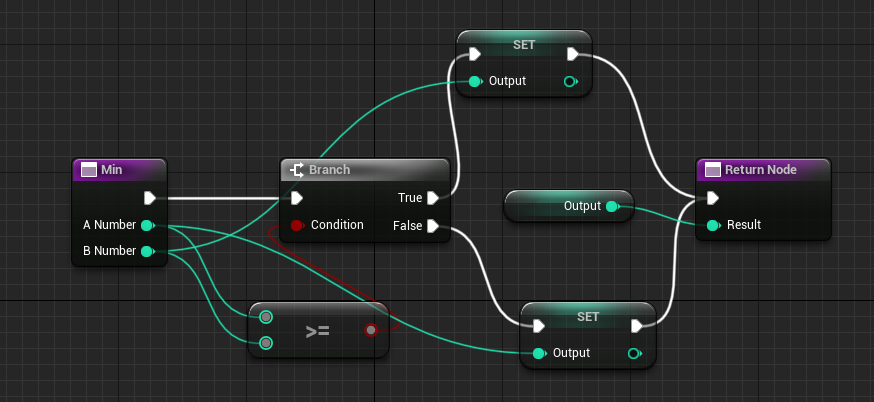 SET
Output
Min
A Number
B Number
Branch
True
Condition
False
Output
Return Node
Result
>=
SET
Output